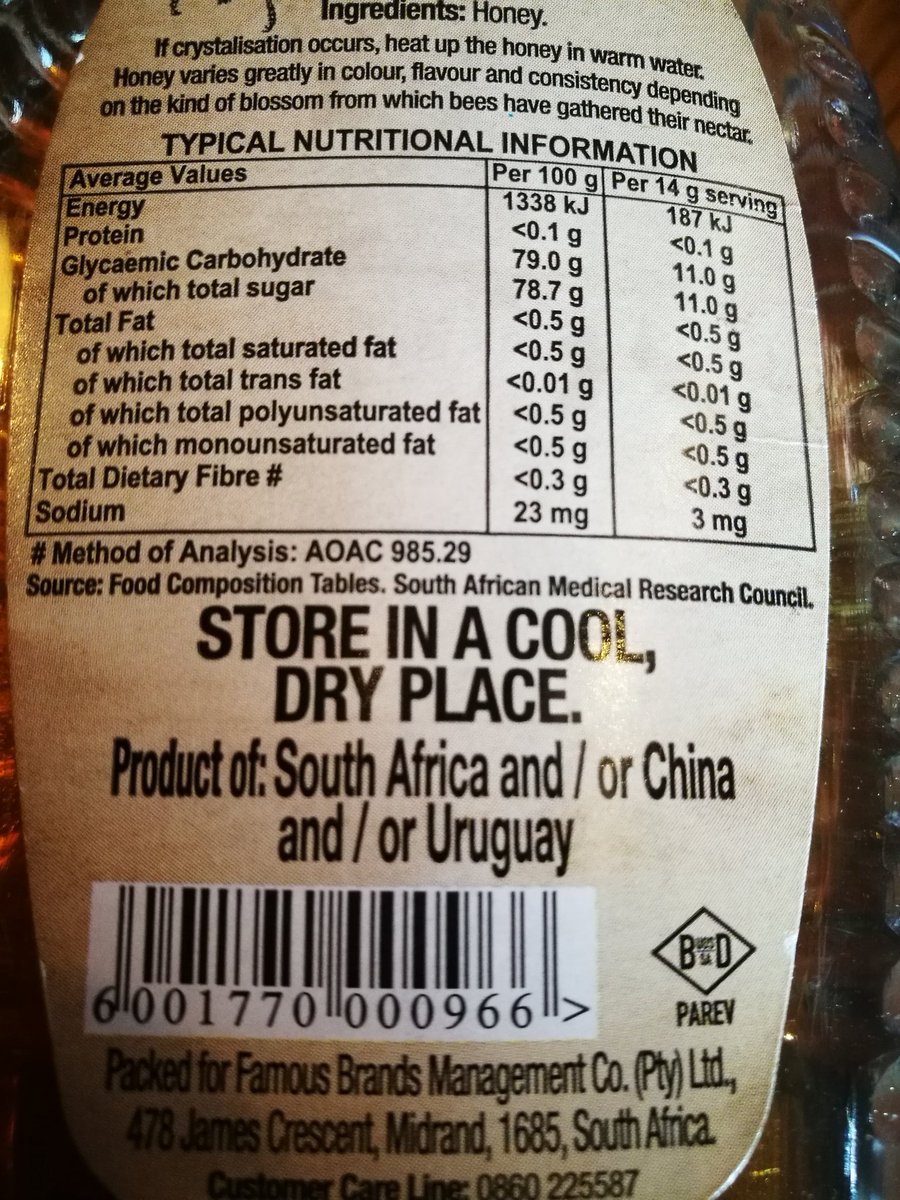 Ingredients: Honey.
If crystalisation occurs, heat up the honey in warm water.
Honey varies greatly in colour, flavour and consistency depending
on the kind of blossom from which bees have gathered their nectar.
TYPICAL NUTRITIONAL INFORMATION
Average Values Per 100 g Per 14 g serving
Energy 1338 kJ 187 kJ
Protein <0.1 g <0.1 g
Glycaemic Carbohydrate 79.0 g 11.0 g
of which total sugar 78.7 g 11.0 g
Total Fat <0.5 g <0.5 g
of which total saturated fat <0.5 g <0.5 g
of which total trans fat <0.01 g <0.01 g
of which total polyunsaturated fat <0.5 g <0.5 g
of which monounsaturated fat <0.5 g <0.5 g
Total Dietary Fibre # <0.3 g <0.3 g
Sodium 23 mg 3 mg
# Method of Analysis: AOAC 985.29
Source: Food Composition Tables. South African Medical Research Council.
STORE IN A COOL,
DRY PLACE.
Product of: South Africa and / or China
and / or Uruguay
6 001770 000966 >
B UOS SA D
PAREV
Packed for Famous Brands Management Co. (Pty) Ltd.,
478 James Crescent, Midrand, 1685, South Africa.
Customer Care Line: 0860 225587